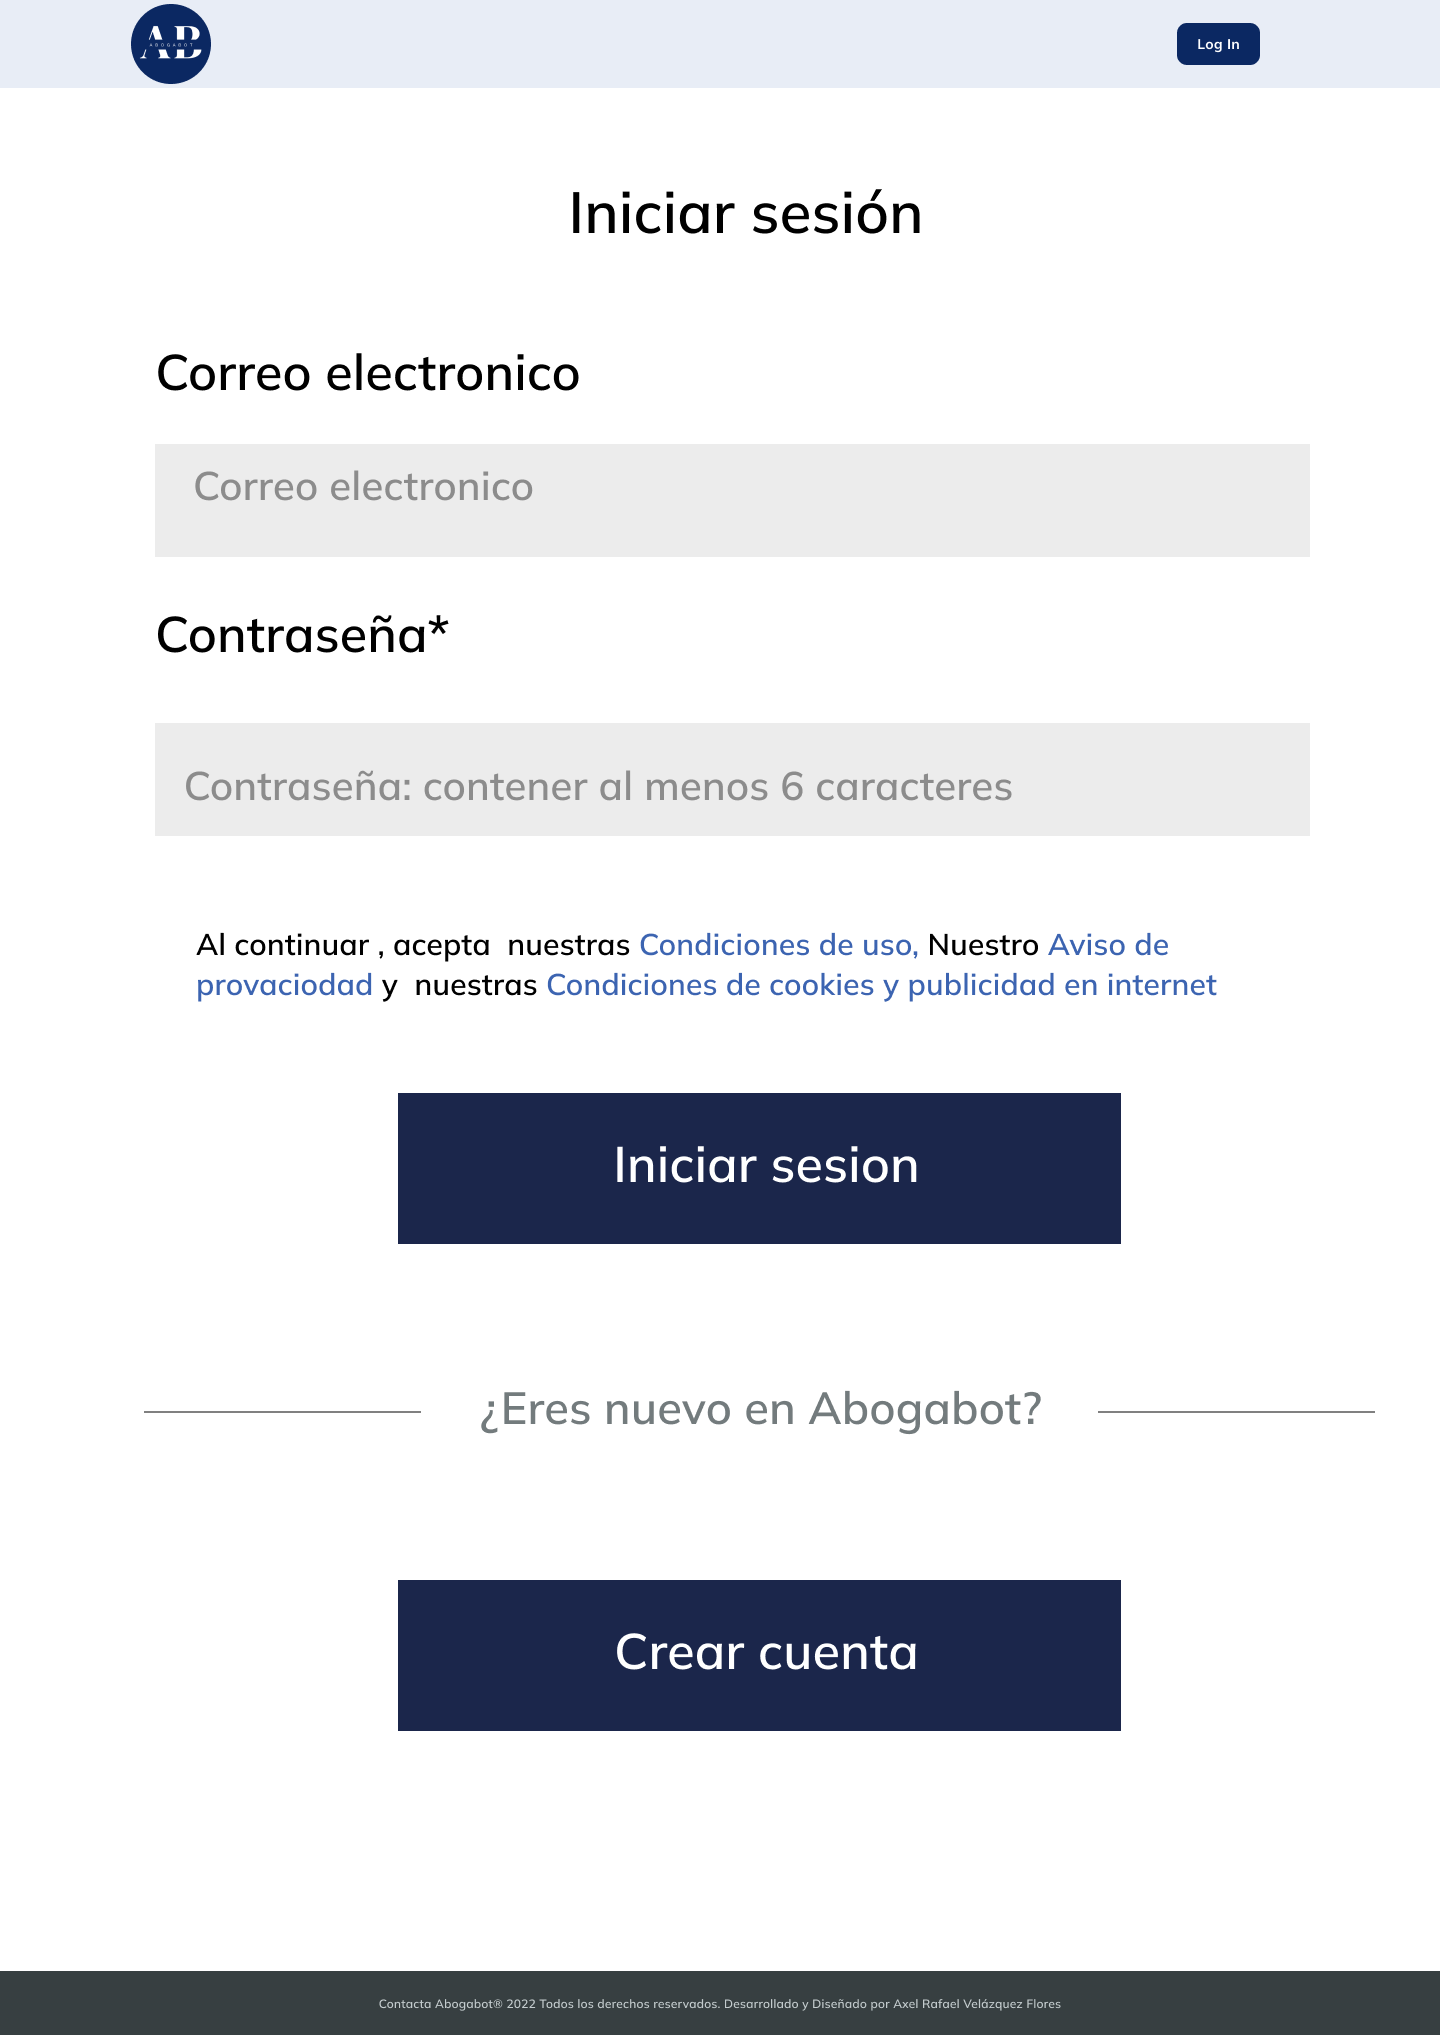 AB
ABOGABOT
Log In
Iniciar sesión
Correo electronico
Correo electronico
Contraseña*
Contraseña: contener al menos 6 caracteres
Al continuar , acepta  nuestras Condiciones de uso, Nuestro Aviso de
provaciodad y  nuestras Condiciones de cookies y publicidad en internet
Iniciar sesion
¿Eres nuevo en Abogabot?
Crear cuenta
Contacta Abogabot® 2022 Todos los derechos reservados. Desarrollado y Diseñado por Axel Rafael Velázquez Flores